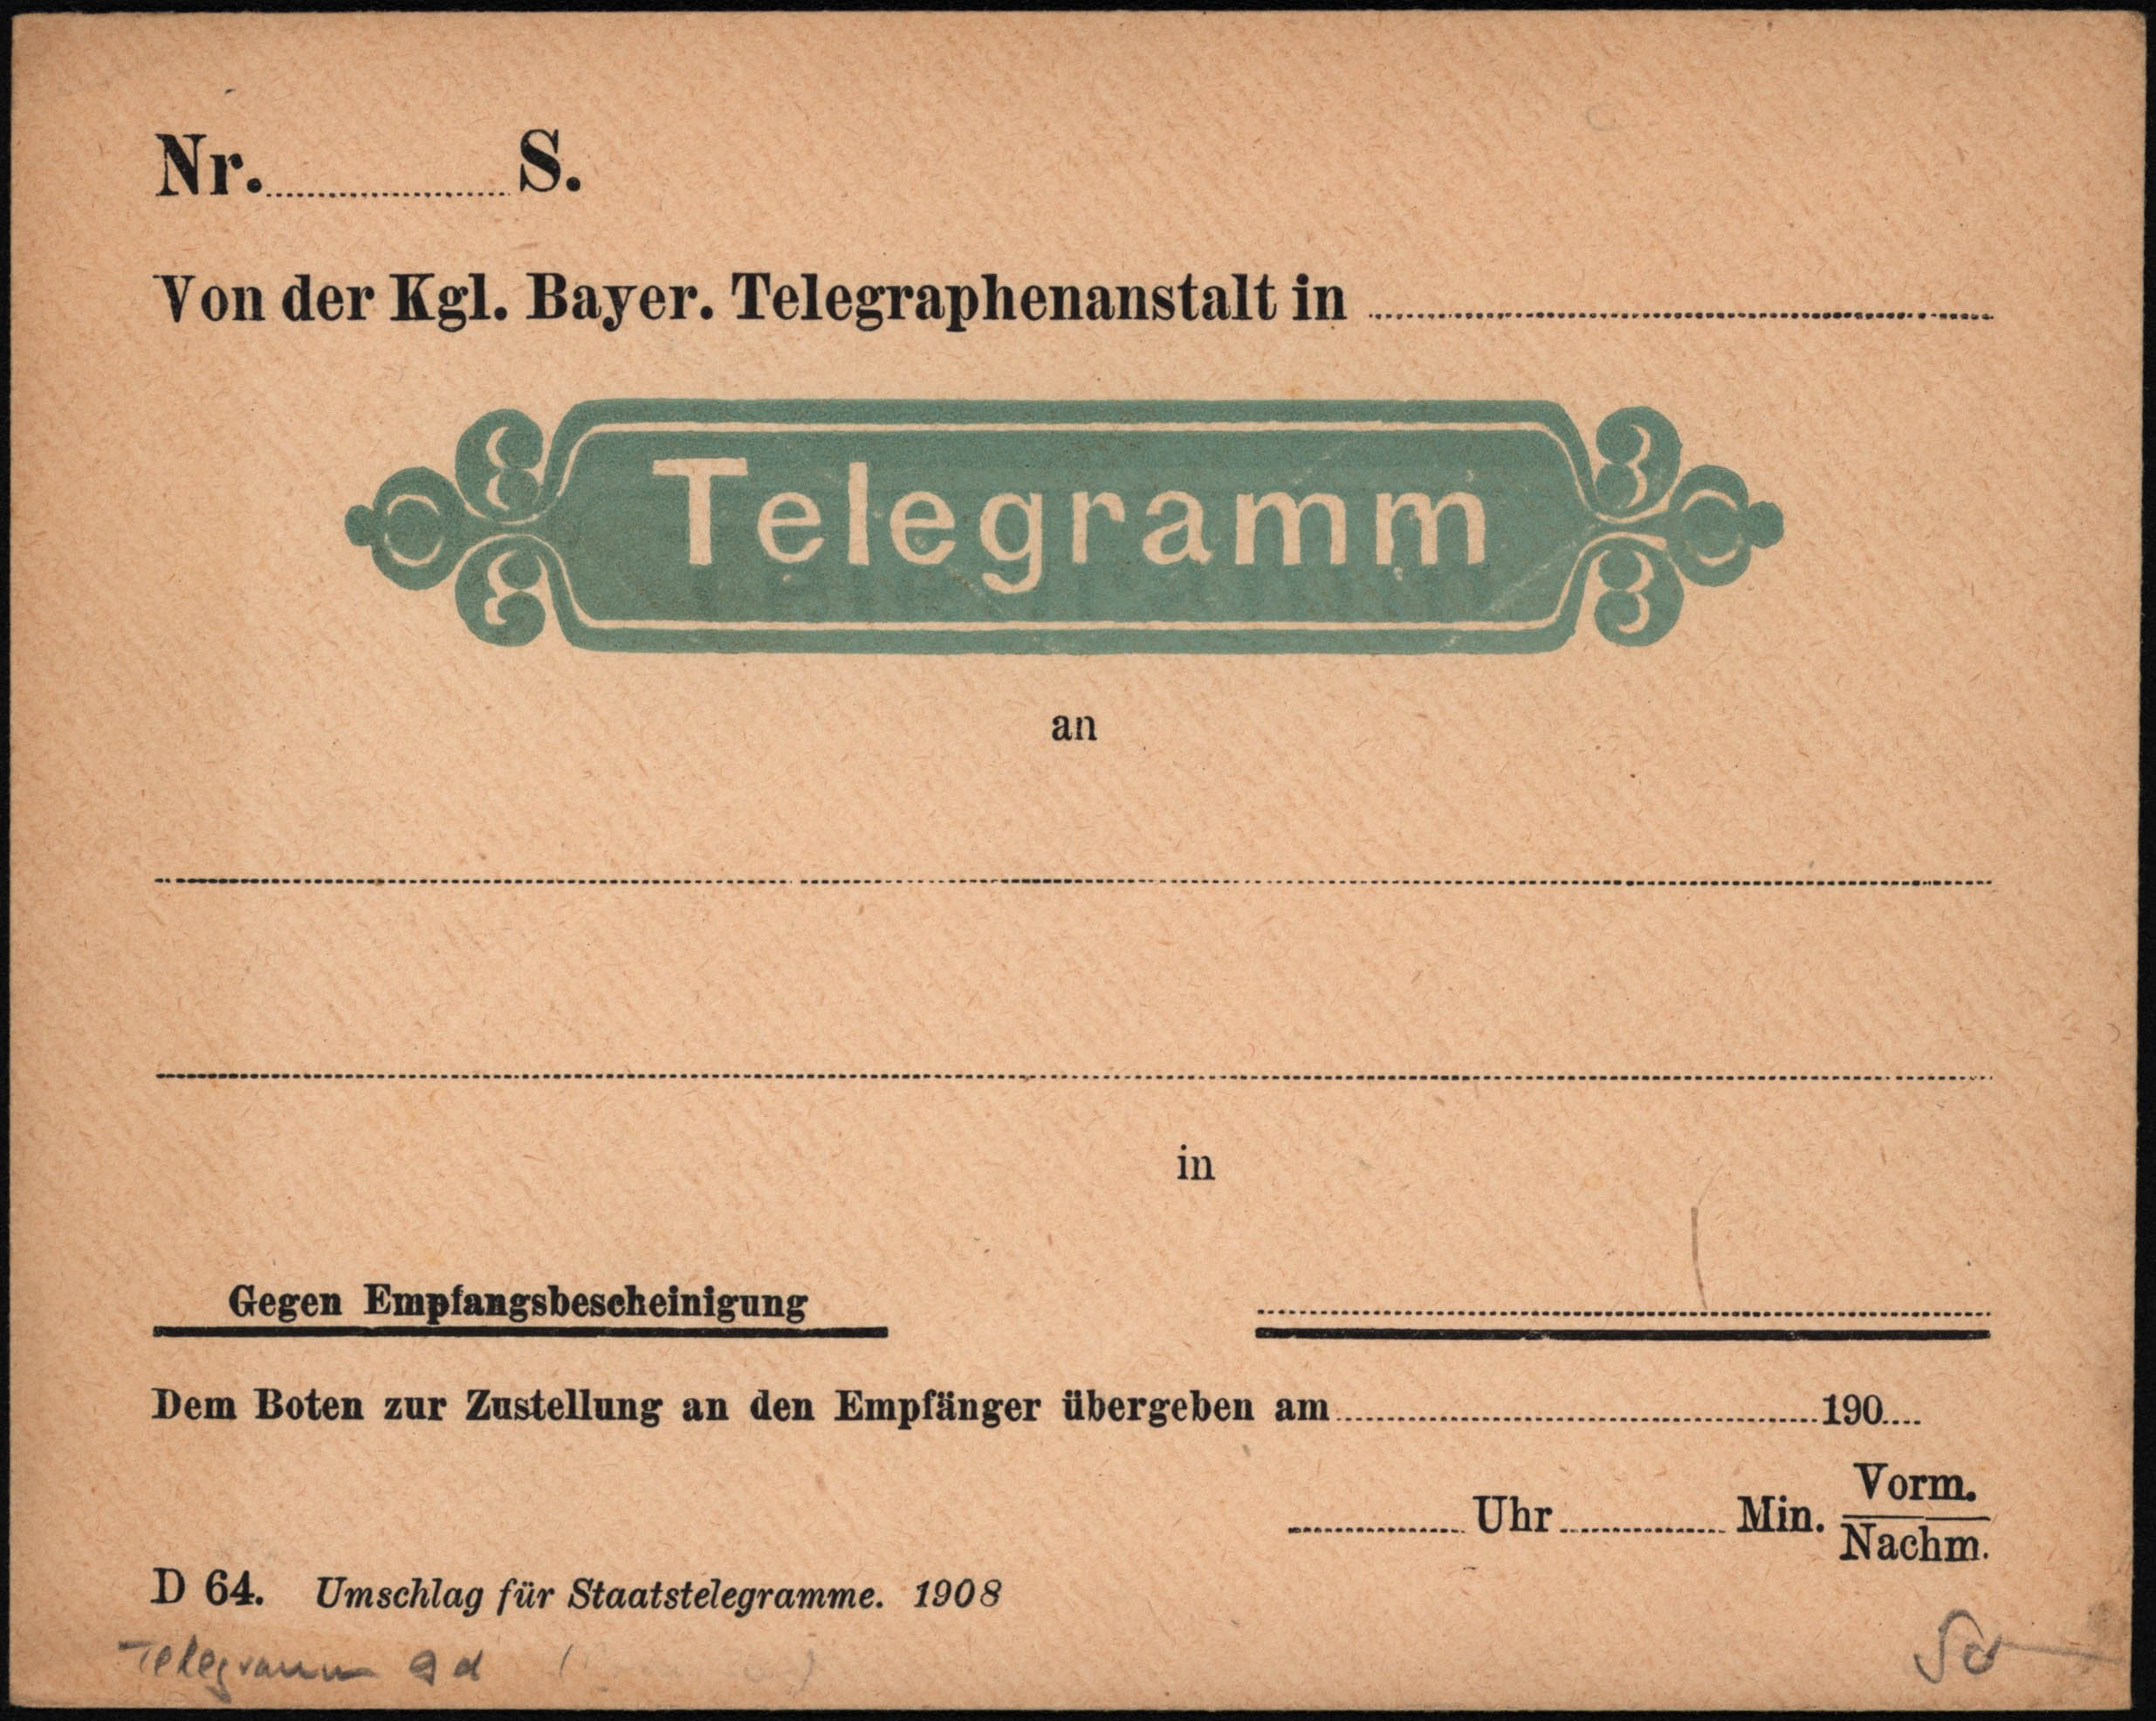 Nr. S.
Von der Kgl. Bayer. Telegraphenanstalt in
Telegramm
an
in
Gegen Empfangsbescheinigung
Dem Boten zur Zustellung an den Empfänger übergeben am 190
Uhr Min. Vorm.
Nachm.
D 64. Umschlag für Staatstelegramme. 1908
Telegramm 9d